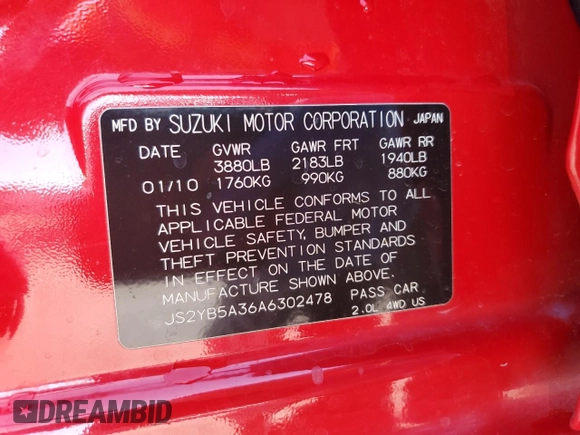 MFD BY SUZUKI MOTOR CORPORATION JAPAN
DATE GVWR GAWR FRT GAWR RR
3880LB 2183LB 1940LB
01/10 1760KG 990KG 880KG
THIS VEHICLE CONFORMS TO ALL
APPLICABLE FEDERAL MOTOR
VEHICLE SAFETY, BUMPER AND
THEFT PREVENTION STANDARDS
IN EFFECT ON THE DATE OF
MANUFACTURE SHOWN ABOVE.
JS2YB5A36A6302478 PASS CAR
2.0L 4WD US
DREAMBID